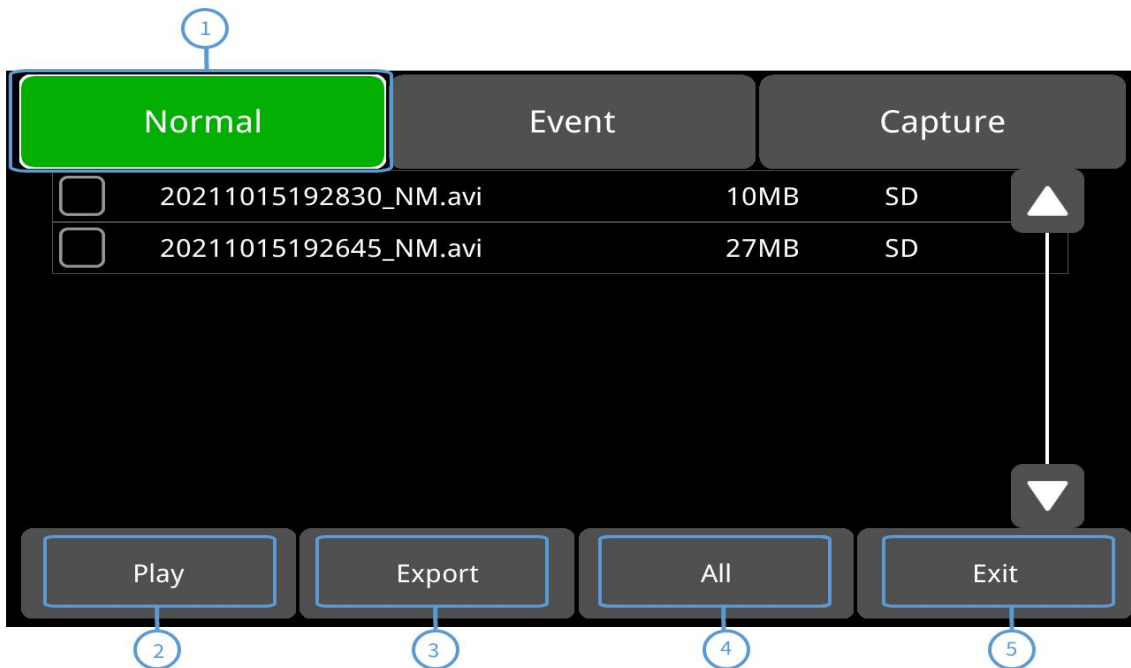 1
Normal Event Capture
20211015192830_NM.avi 10MB SD
20211015192645_NM.avi 27MB SD
Play Export All Exit
2 3 4 5